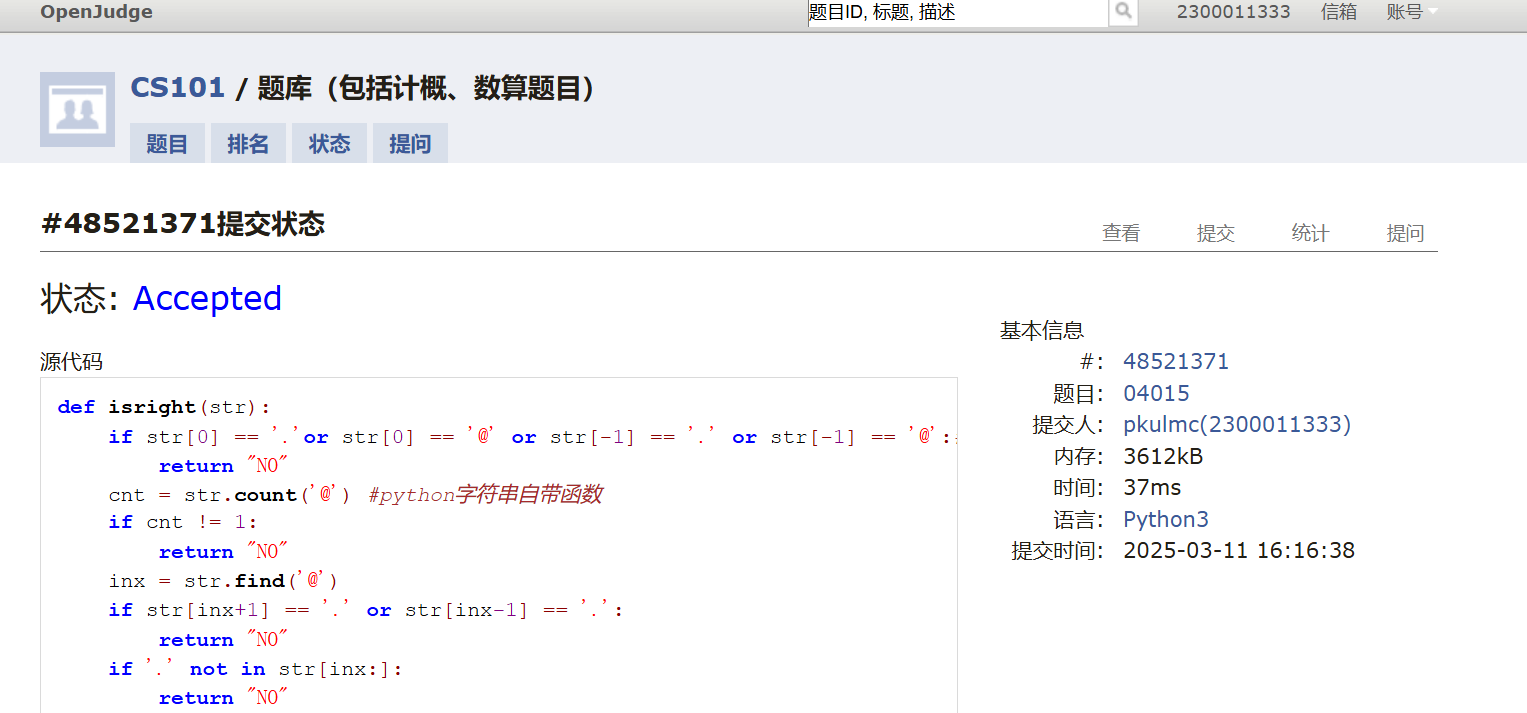 OpenJudge 题目ID, 标题, 描述 2300011333 信箱 账号
CS101 / 题库（包括计概、数算题目）
题目 排名 状态 提问
#48521371提交状态 查看 提交 统计 提问
状态: Accepted
源代码
def isright(str):
if str[0] == '.'or str[0] == '@' or str[-1] == '.' or str[-1] == '@':
return "NO"
cnt = str.count('@') #python字符串自带函数
if cnt != 1:
return "NO"
inx = str.find('@')
if str[inx+1] == '.' or str[inx-1] == '.':
return "NO"
if '.' not in str[inx:]:
return "NO"
基本信息
#: 48521371
题目: 04015
提交人: pkulmc(2300011333)
内存: 3612kB
时间: 37ms
语言: Python3
提交时间: 2025-03-11 16:16:38